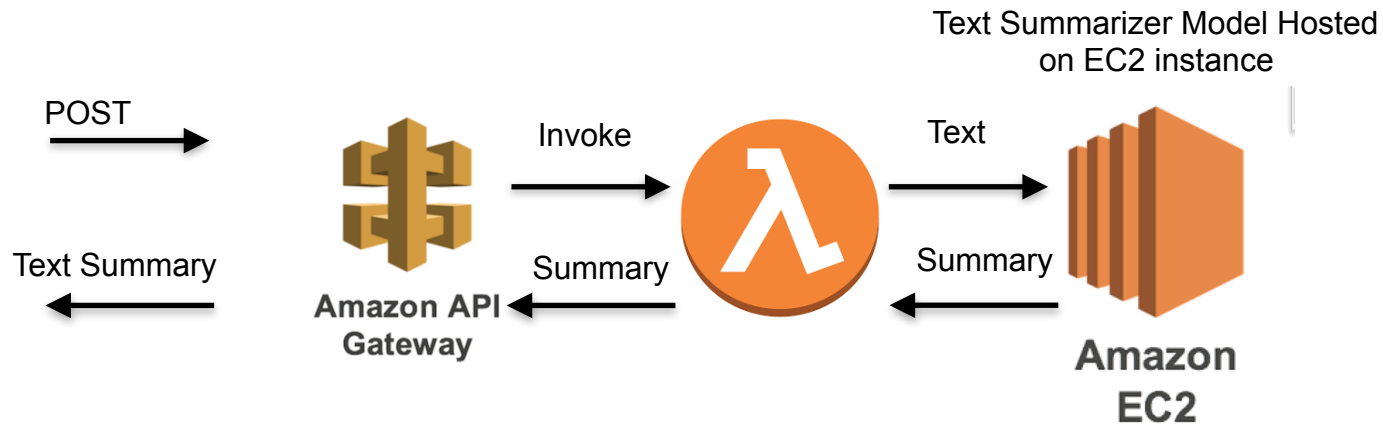 Text Summarizer Model Hosted
on EC2 instance
POST
Invoke
Text
Text Summary
Summary
Summary
Amazon API
Gateway
Amazon
EC2